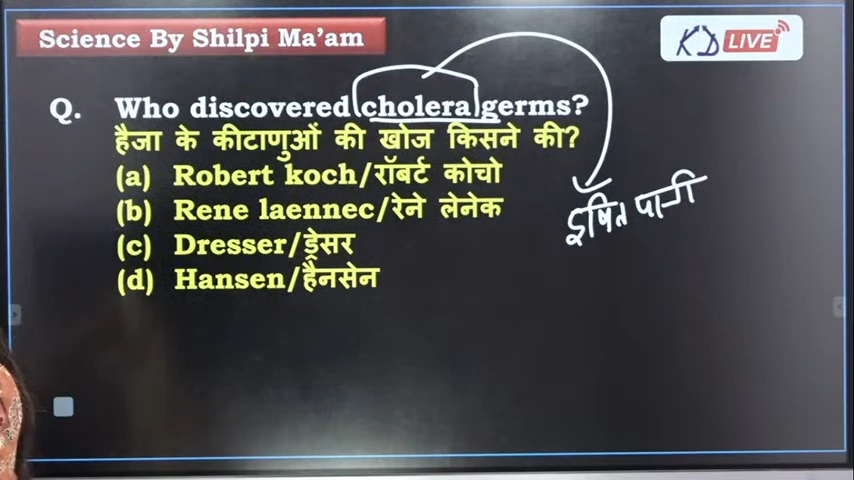 Science By Shilpi Ma'am
KD LIVE
Q. Who discovered cholera germs?
हैजा के कीटाणुओं की खोज किसने की?
(a) Robert koch/रॉबर्ट कोचो
(b) Rene laennec/रेने लेनेक
(c) Dresser/ड्रेसर
(d) Hansen/हैनसेन
दुषित पानी